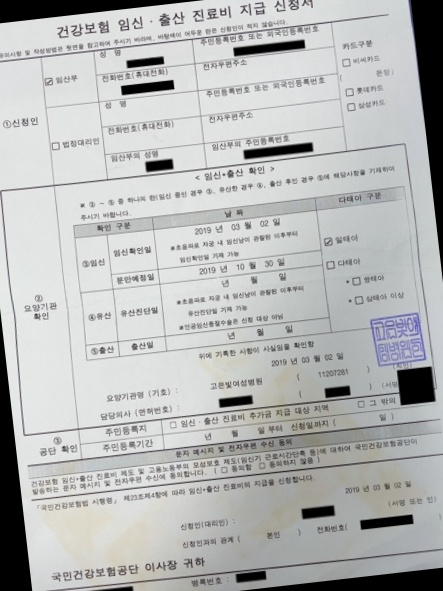 건강보험 임신ㆍ출산 진료비 지급 신청서
유의사항 및 작성방법은 뒷면을 참고하여 주시기 바라며, 바탕색이 어두운 란은 신청인이 적지 않습니다.
①신청인
임산부
성 명
주민등록번호 또는 외국인등록번호
전화번호(휴대전화)
전자우편주소
법정대리인
성 명
주민등록번호 또는 외국인등록번호
전화번호(휴대전화)
전자우편주소
임산부의 성명
임산부의 주민등록번호
카드구분
비씨카드
( 은행)
롯데카드
삼성카드
②
요양기관
확인
< 임신•출산 확인 >
※ ② ~ ⑤ 중 하나의 란(임신 중인 경우 ③, 유산한 경우 ④, 출산 후인 경우 ⑤에 해당사항을 기재하여
주시기 바랍니다.
확인 구분
날 짜
다태아 구분
③임신
임신확인일
2019 년 03 월 02 일
※초음파로 자궁 내 임신낭이 관찰된 이후부터
임신확인일 기재 가능
분만예정일
2019 년 10 월 30 일
④유산
유산진단일
년 월 일
※초음파로 자궁 내 임신낭이 관찰된 이후부터
유산진단일 기재 가능
※인공임신중절수술은 신청 대상 아님
⑤출산
출산일
년 월 일
일태아
다태아
• 쌍태아
• 삼태아 이상
위에 기록한 사항이 사실임을 확인함
2019 년 03 월 02 일
요양기관명 (기호) : 고은빛여성병원 ( 11207281 ) (직인)
담당의사 (면허번호) : ( ) (서명
고은빛여
성병원인
③
공단 확인
주민등록지
임신ㆍ출산 진료비 추가금 지급 대상 지역
그 밖의
주민등록기간
년 월 일 부터 신청일까지 ( 일 )
문자 메시지 및 전자우편 수신 동의
건강보험 임신•출산 진료비 제도 및 고용노동부의 모성보호 제도(임신기 근로시간단축 등)에 대하여 국민건강보험공단이
발송하는 문자 메시지 및 전자우편 수신에 동의합니다. ( 동의함 동의하지 않음 )
「국민건강보험법 시행령」 제23조제4항에 따라 임신•출산 진료비의 지급을 신청합니다.
2019 년 03 월 02 일
신청인(대리인) : (서명 또는 인)
신청인과의 관계 ( 본인 ) 전화번호(
국민건강보험공단 이사장 귀하
병록번호 :